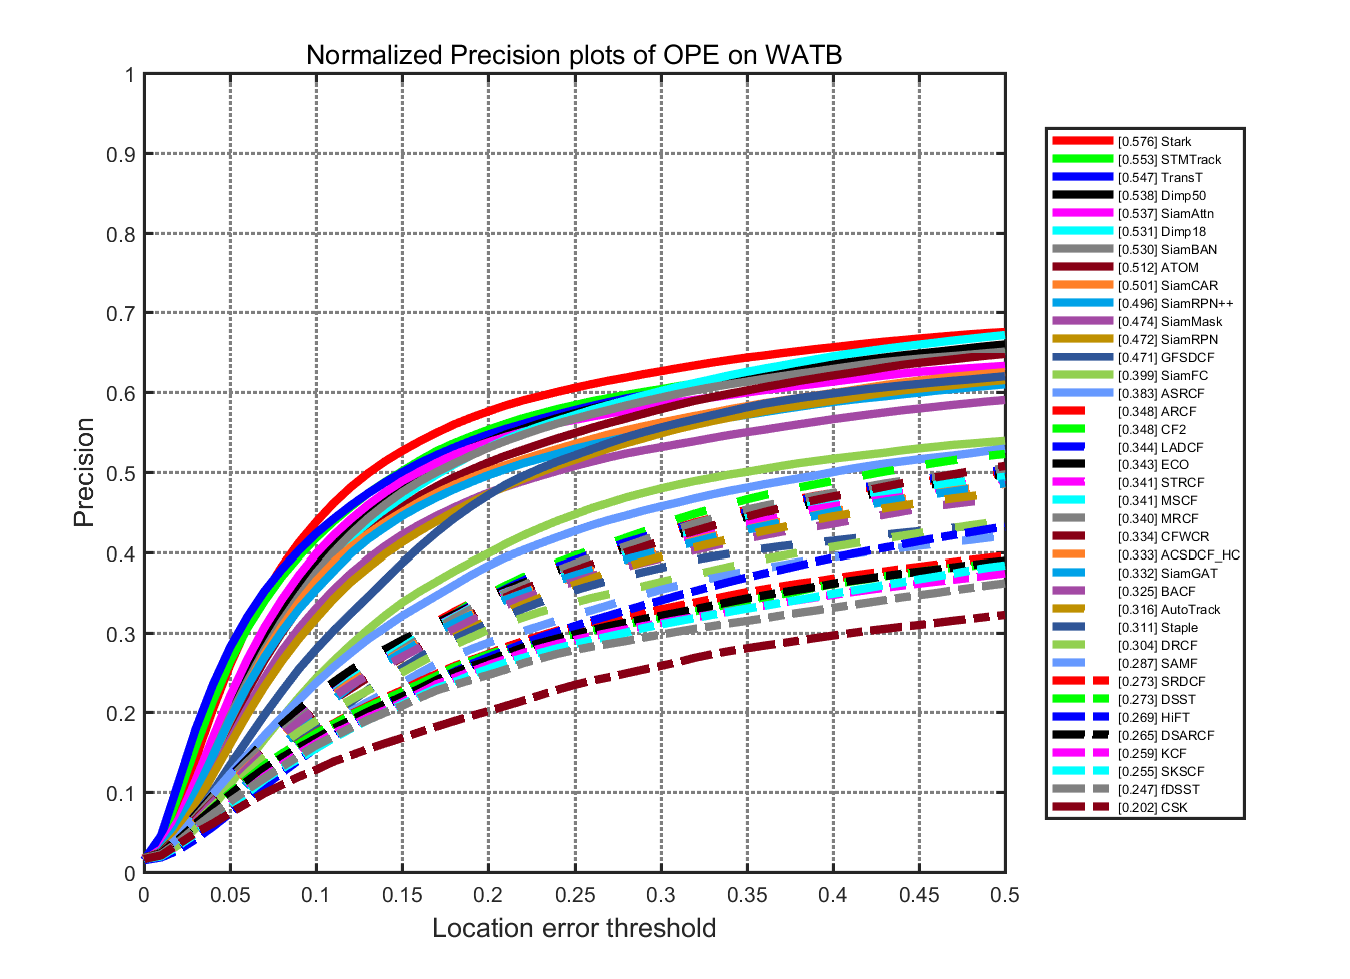 Normalized Precision plots of OPE on WATB
1
0.9
0.8
0.7
0.6
0.5
0.4
0.3
0.2
0.1
0
Precision
0 0.05 0.1 0.15 0.2 0.25 0.3 0.35 0.4 0.45 0.5
Location error threshold
[0.576] Stark
[0.553] STMTrack
[0.547] TransT
[0.538] Dimp50
[0.537] SiamAttn
[0.531] Dimp18
[0.530] SiamBAN
[0.512] ATOM
[0.501] SiamCAR
[0.496] SiamRPN++
[0.474] SiamMask
[0.472] SiamRPN
[0.471] GFSDCF
[0.399] SiamFC
[0.383] ASRCF
[0.348] ARCF
[0.348] CF2
[0.344] LADCF
[0.343] ECO
[0.341] STRCF
[0.341] MSCF
[0.340] MRCF
[0.334] CFWCR
[0.333] ACSDCF_HC
[0.332] SiamGAT
[0.325] BACF
[0.316] AutoTrack
[0.311] Staple
[0.304] DRCF
[0.287] SAMF
[0.273] SRDCF
[0.273] DSST
[0.269] HiFT
[0.265] DSARCF
[0.259] KCF
[0.255] SKSCF
[0.247] fDSST
[0.202] CSK